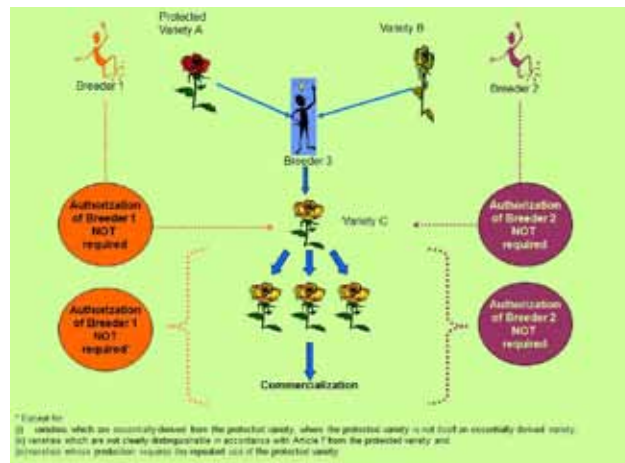 Protected
Variety A
Variety B
Breeder 1
Breeder 2
Breeder 3
Authorization
of Breeder 1
NOT
required
Variety C
Authorization
of Breeder 2
NOT
required
Authorization
of Breeder 1
NOT
required*
Authorization
of Breeder 2
NOT
required
Commercialization
* Except for:
(i) varieties which are essentially derived from the protected variety, where the protected variety is not itself an essentially derived variety,
(ii) varieties which are not clearly distinguishable in accordance with Article 7 from the protected variety and
(iii) varieties whose production requires the repeated use of the protected variety